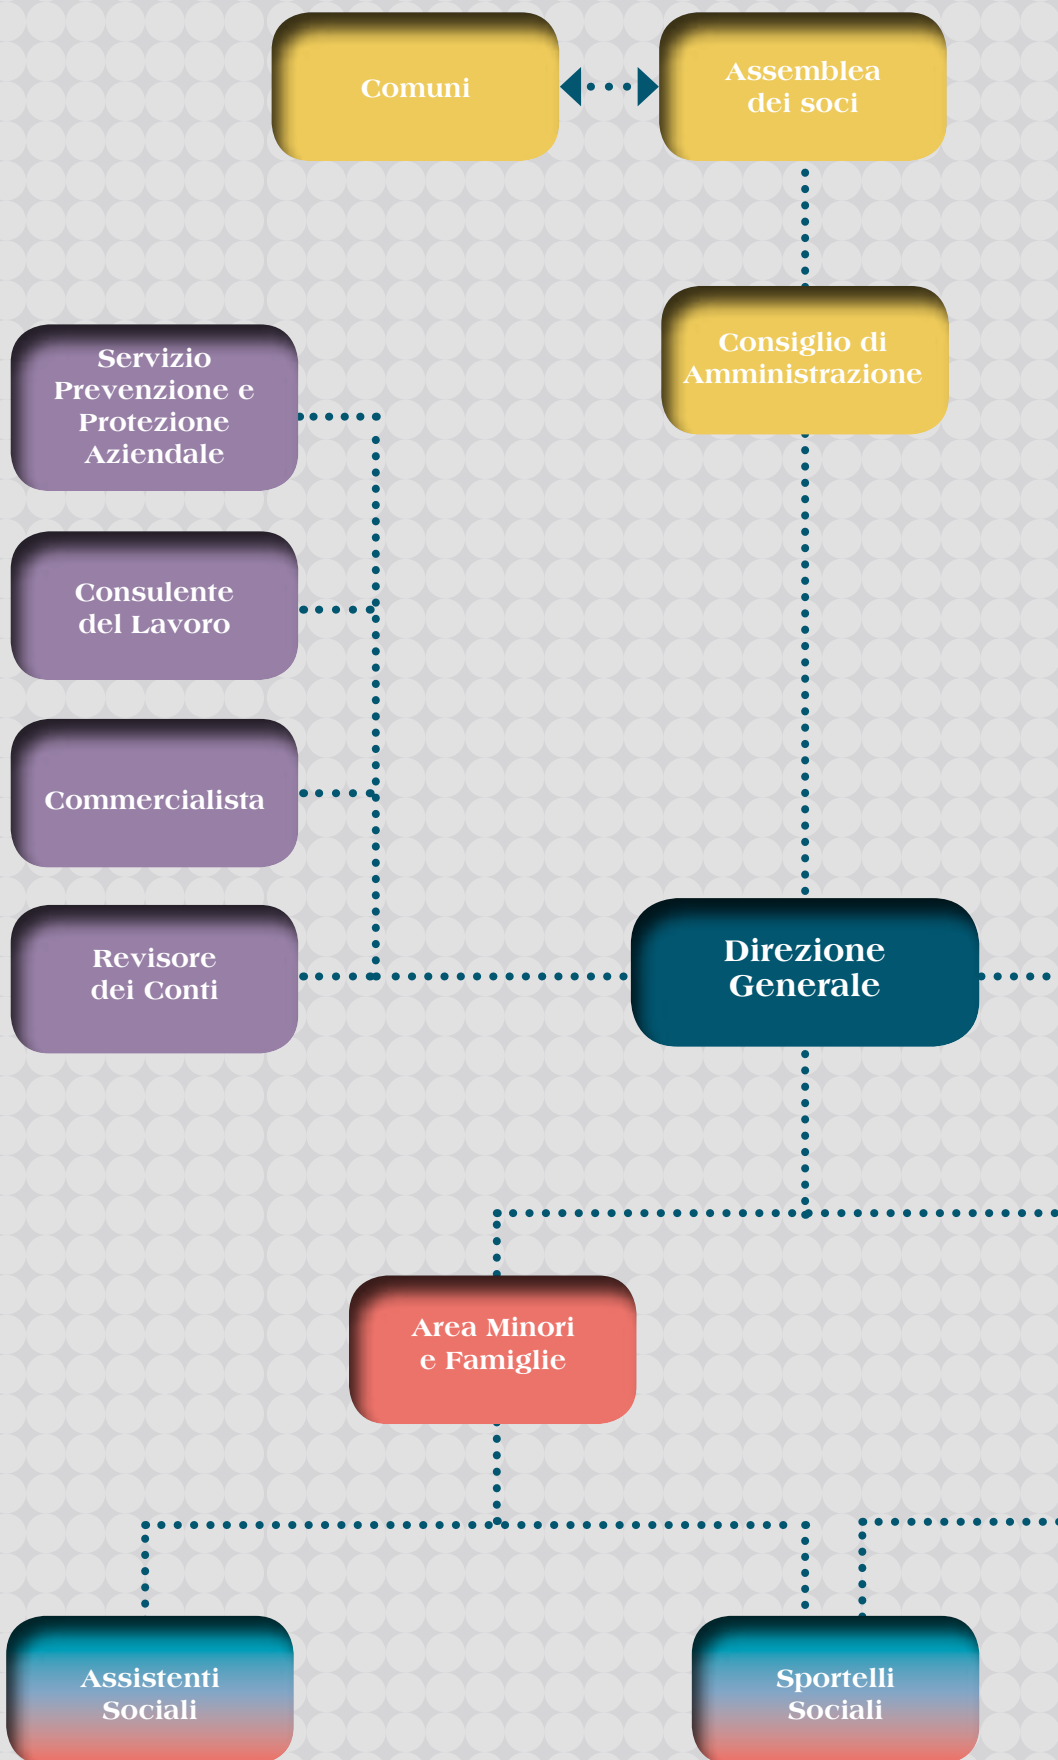 Comuni
Assemblea
dei soci
Consiglio di
Amministrazione
Servizio
Prevenzione e
Protezione
Aziendale
Consulente
del Lavoro
Commercialista
Revisore
dei Conti
Direzione
Generale
Area Minori
e Famiglie
Assistenti
Sociali
Sportelli
Sociali